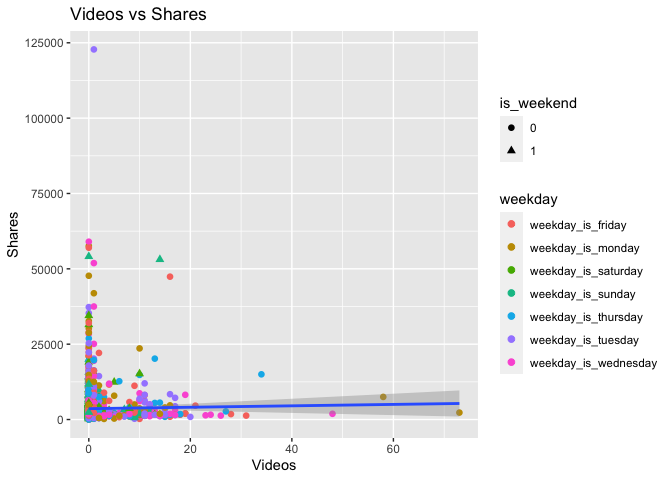 Videos vs Shares
125000
100000
75000
50000
25000
0
Shares
0
20
40
60
Videos
is_weekend
0
1
weekday
weekday_is_friday
weekday_is_monday
weekday_is_saturday
weekday_is_sunday
weekday_is_thursday
weekday_is_tuesday
weekday_is_wednesday